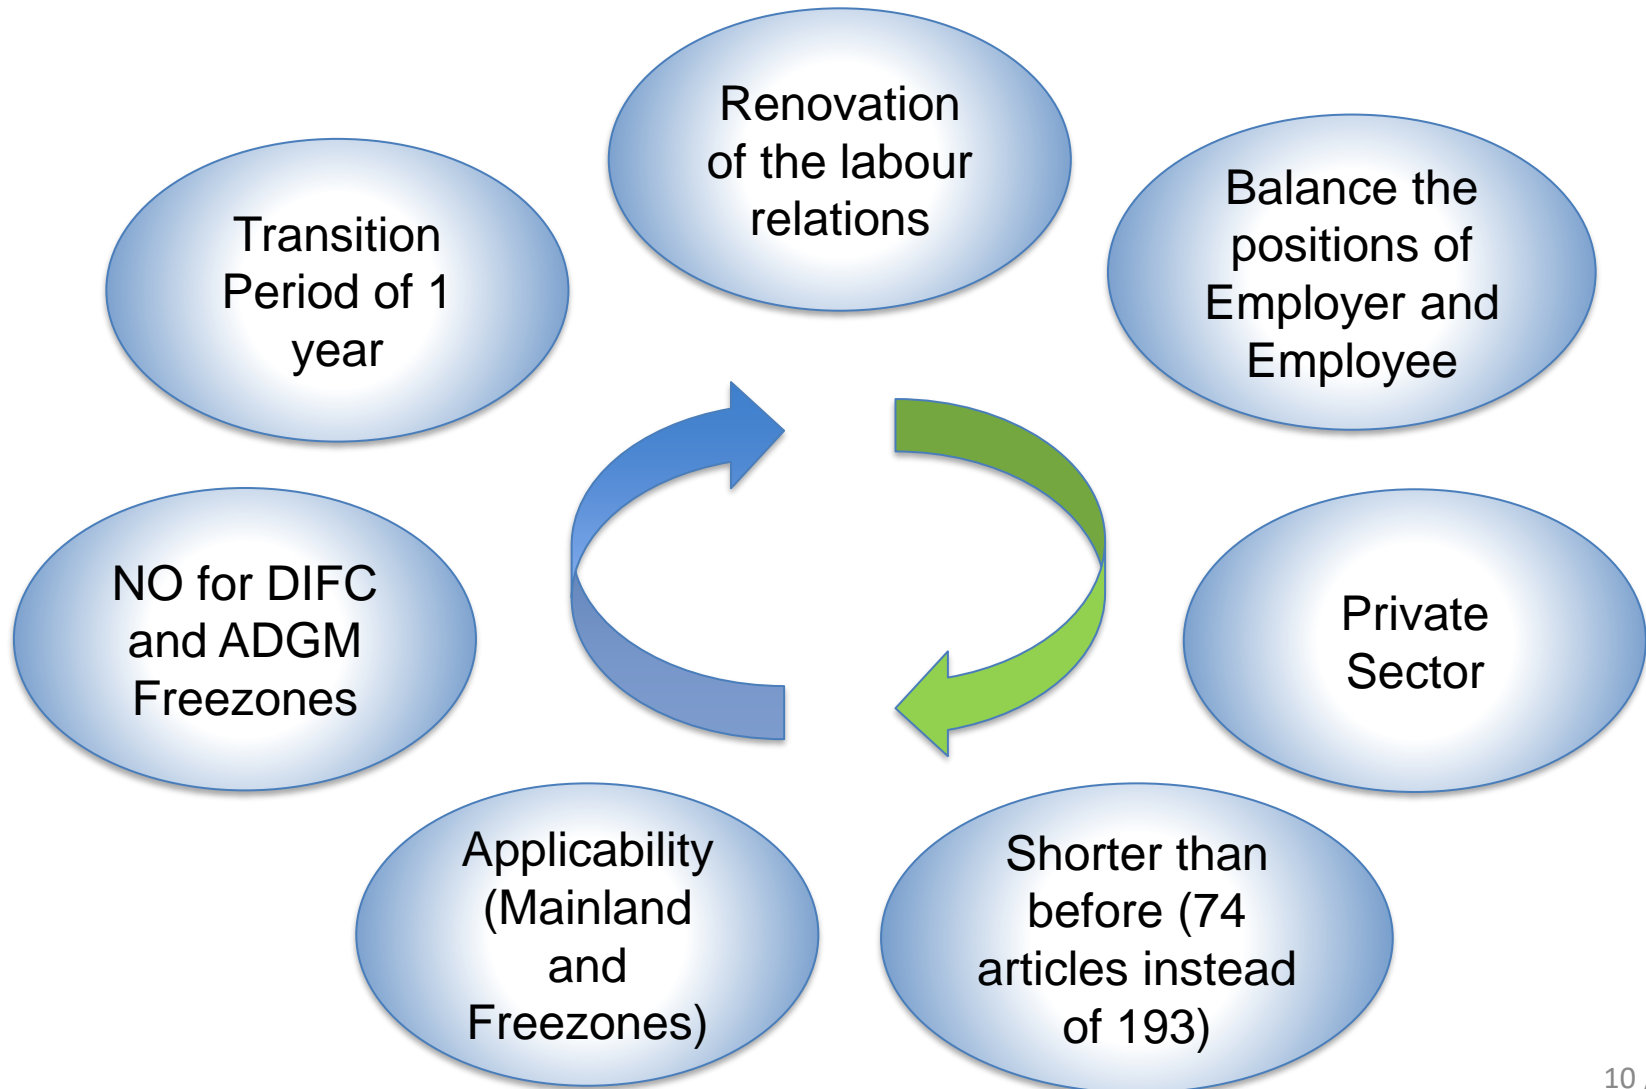 Renovation
of the labour
relations
Balance the
positions of
Employer and
Employee
Private
Sector
Shorter than
before (74
articles instead
of 193)
Applicability
(Mainland
and
Freezones)
NO for DIFC
and ADGM
Freezones
Transition
Period of 1
year
10